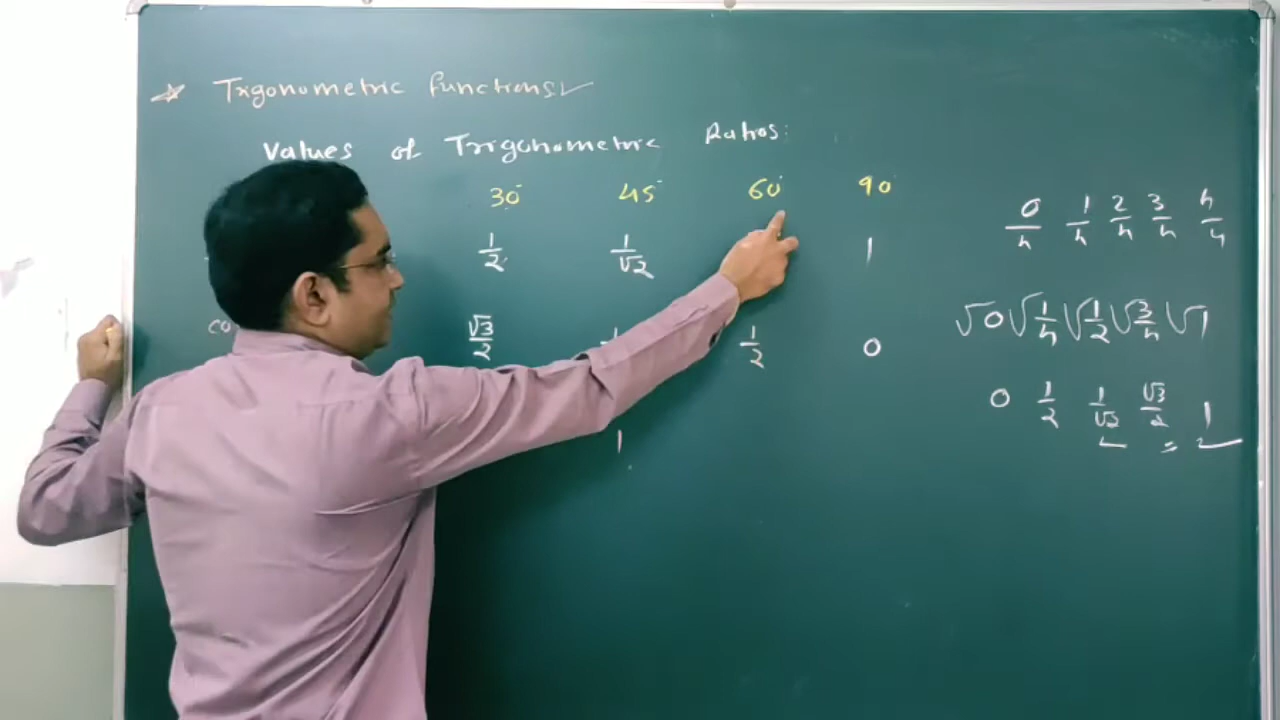 * Trigonometric functions ✓
Values of Trigonometric Ratios:
30° 45° 60° 90
1/2 1/√2 1
co
√3/2 1 1/2 0
1
0/4 1/4 2/4 3/4 4/4
√0 √1/4 √1/2 √3/4 √1
0 1/2 1/√2 √3/2 1